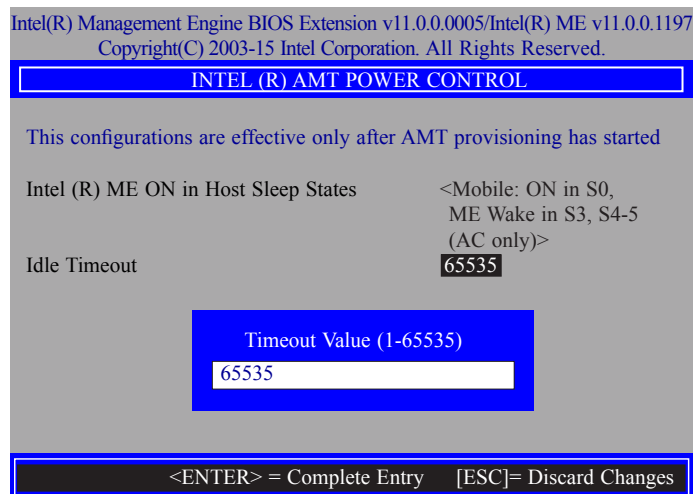 Intel(R) Management Engine BIOS Extension v11.0.0.0005/Intel(R) ME v11.0.0.1197
Copyright(C) 2003-15 Intel Corporation. All Rights Reserved.
INTEL (R) AMT POWER CONTROL
This configurations are effective only after AMT provisioning has started
Intel (R) ME ON in Host Sleep States <Mobile: ON in S0,
ME Wake in S3, S4-5
(AC only)>
Idle Timeout 65535
Timeout Value (1-65535)
65535
<ENTER> = Complete Entry [ESC]= Discard Changes